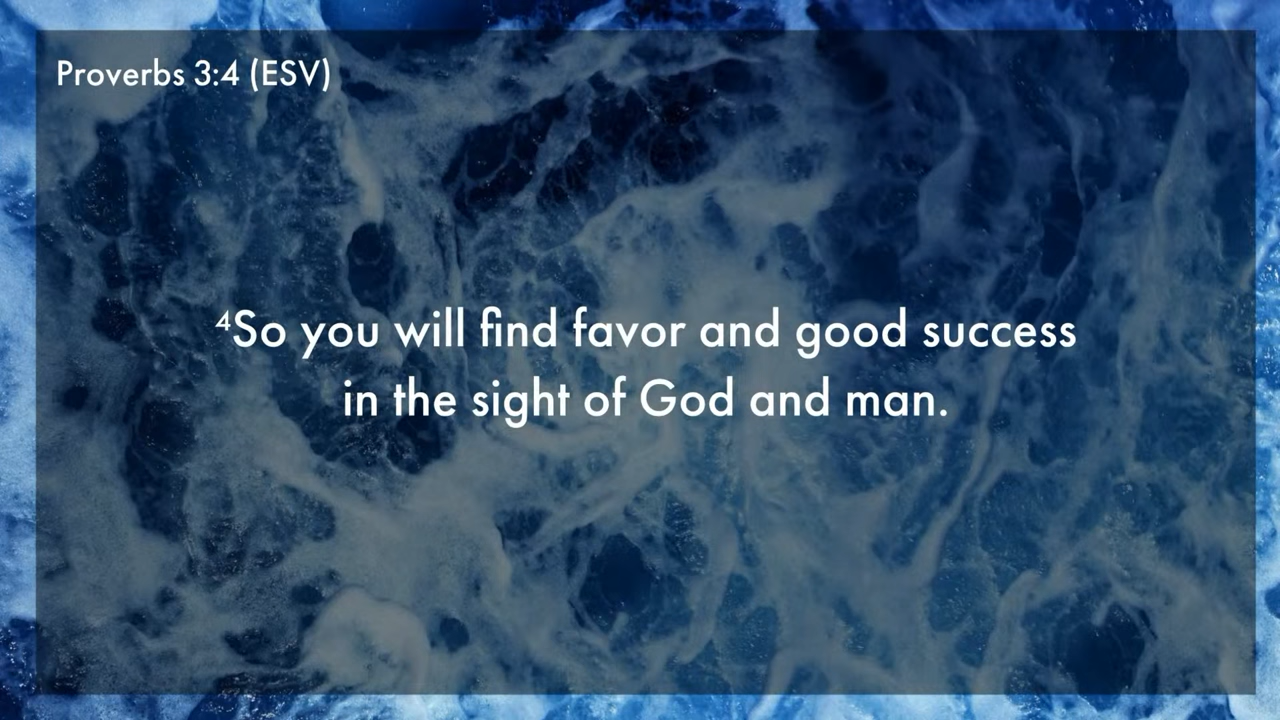 Proverbs 3:4 (ESV)
⁴So you will find favor and good success
in the sight of God and man.